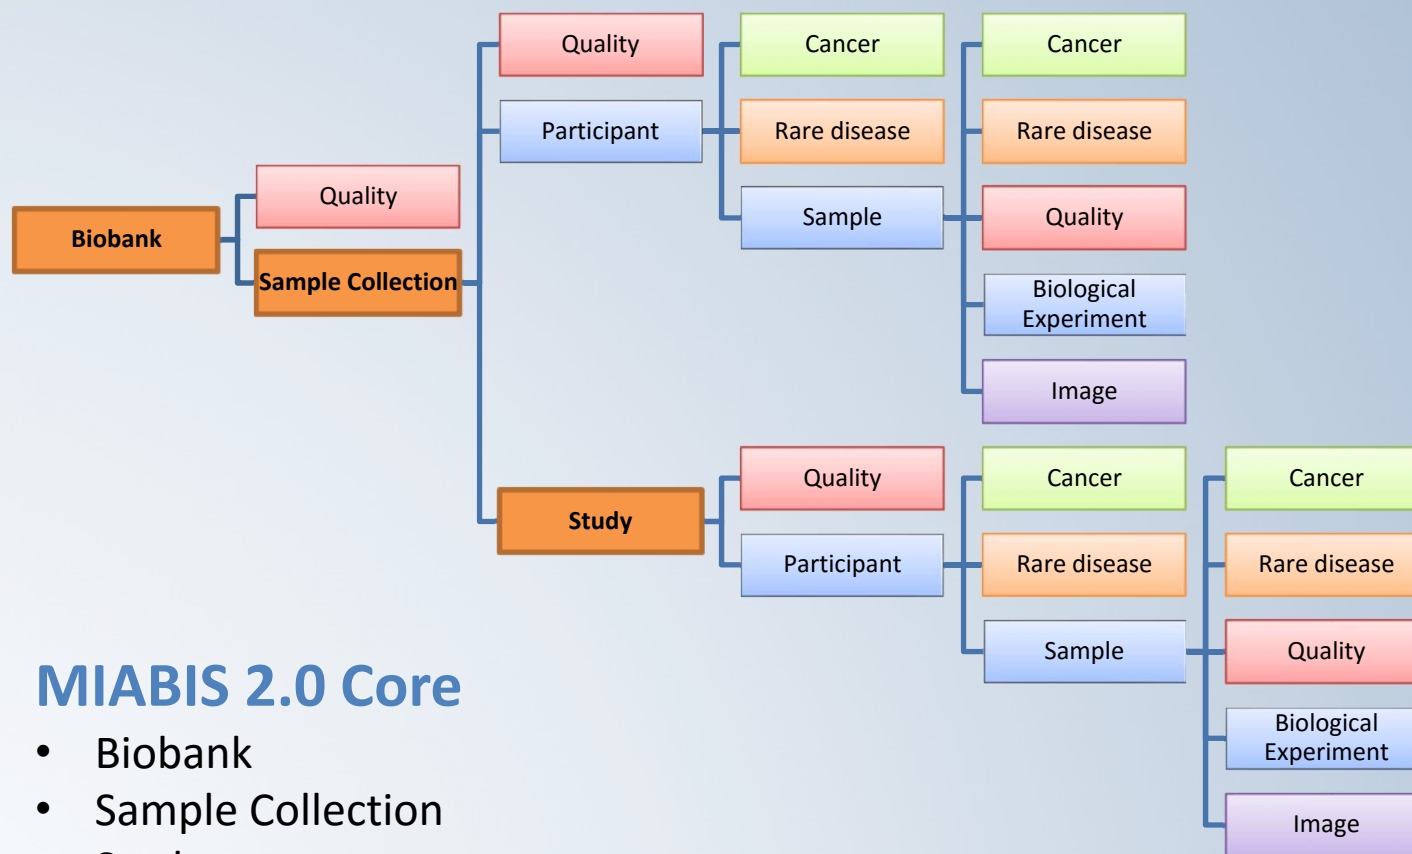 Biobank
Quality
Sample Collection
Quality
Participant
Cancer
Rare disease
Sample
Cancer
Rare disease
Quality
Biological
Experiment
Image
Study
Quality
Participant
Cancer
Rare disease
Sample
Cancer
Rare disease
Quality
Biological
Experiment
Image
MIABIS 2.0 Core
• Biobank
• Sample Collection